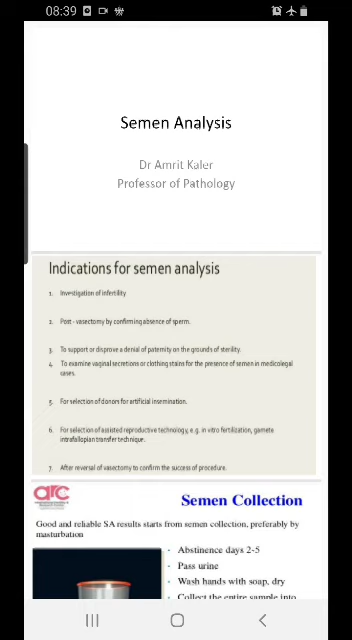 08:39
Semen Analysis
Dr Amrit Kaler
Professor of Pathology
Indications for semen analysis
1. Investigation of infertility
2. Post - vasectomy by confirming absence of sperm.
3. To support or disprove a denial of paternity on the grounds of sterility.
4. To examine vaginal secretions or clothing stains for the presence of semen in medicolegal
cases.
5. For selection of donors for artificial insemination.
6. For selection of assisted reproductive technology, e.g. in vitro fertilization, gamete
intrafallopian transfer technique.
7. After reversal of vasectomy to confirm the success of procedure.
arc
Semen Collection
Good and reliable SA results starts from semen collection, preferably by
masturbation
- Abstinence days 2-5
- Pass urine
- Wash hands with soap, dry
- Collect the entire sample into